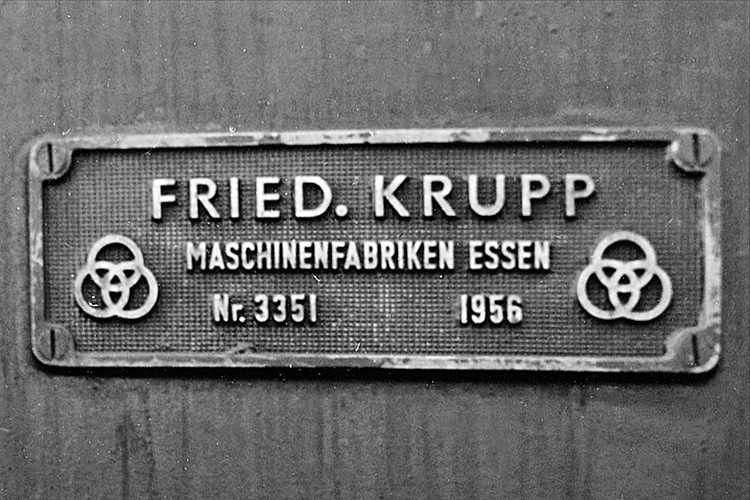 FRIED. KRUPP
MASCHINENFABRIKEN ESSEN
Nr. 3351 1956